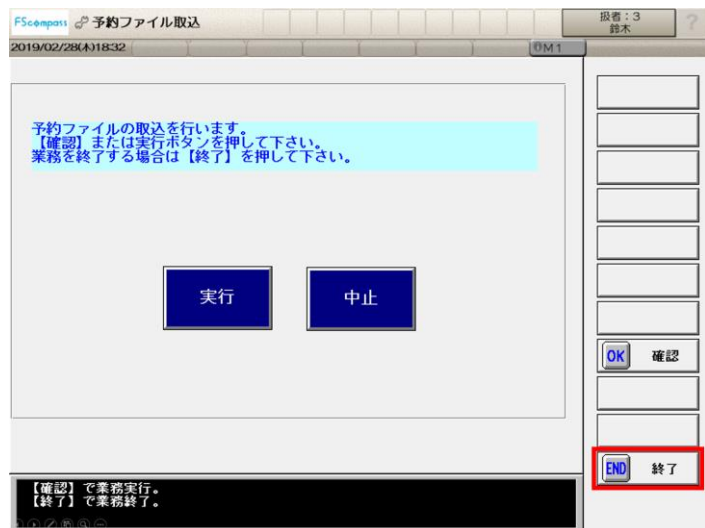 FScompass 予約ファイル取込
扱者:3
鈴木
?
2019/02/28(木)18:32
0M1
予約ファイルの取込を行います。
【確認】または実行ボタンを押して下さい。
業務を終了する場合は【終了】を押して下さい。
実行
中止
OK 確認
END 終了
【確認】で業務実行。
【終了】で業務終了。